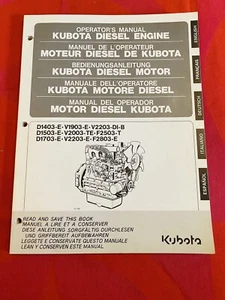 OPERATOR'S MANUAL
KUBOTA DIESEL ENGINE
MANUEL DE L'OPERATEUR
MOTEUR DIESEL DE KUBOTA
BEDIENUNGSANLEITUNG
KUBOTA DIESEL MOTOR
MANUALE DELL'OPERATORE
KUBOTA MOTORE DIESEL
MANUAL DEL OPERADOR
MOTOR DIESEL KUBOTA
ENGLISH
FRANÇAIS
DEUTSCH
ITALIANO
ESPAÑOL
D1403-E·V1903-E·V2203-DI-B
D1503-E·V2003-TE·F2503-T
D1703-E·V2203-E·F2803-E
READ AND SAVE THIS BOOK
MANUEL A LIRE ET A CONSERVER
DIESE ANLEITUNG SORGFÄLTIG DURCHLESEN
UND GRIFFBEREIT AUFBEWAHREN
LEGGETE E CONSERVATE QUESTO MANUALE
LEAN Y CONSERVEN ESTE MANUAL
Kubota